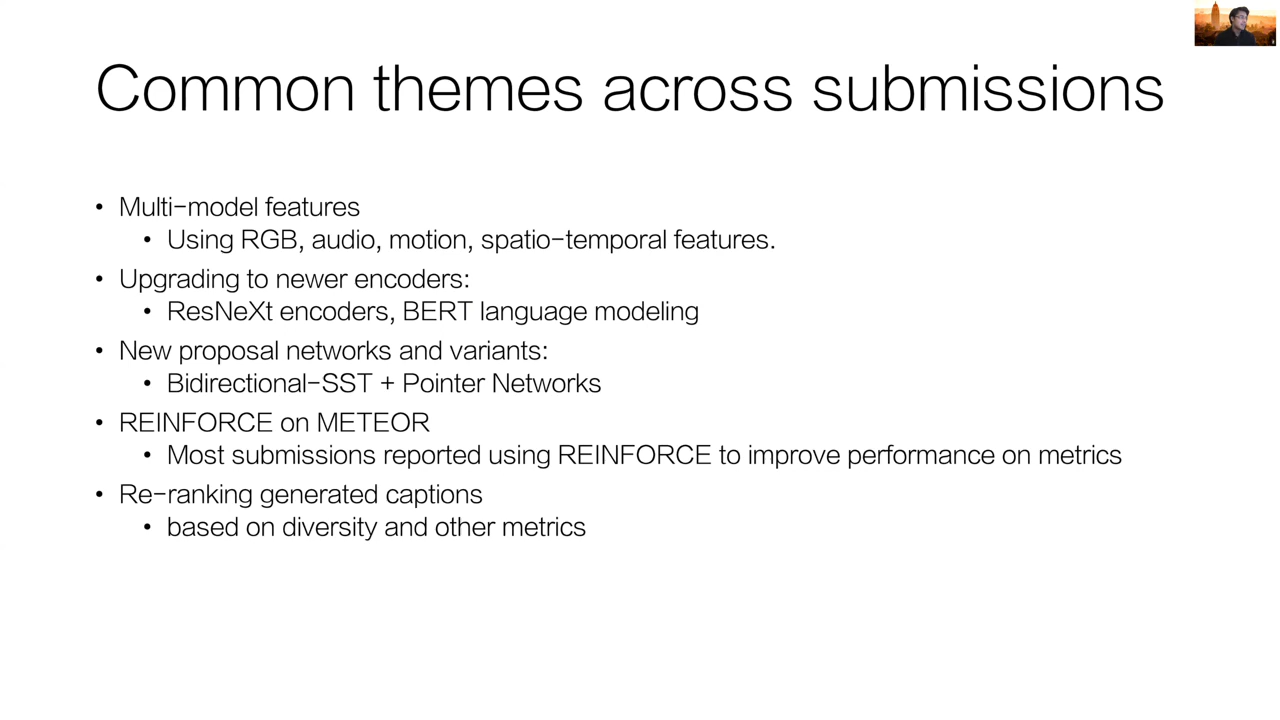 Common themes across submissions
• Multi-model features
• Using RGB, audio, motion, spatio-temporal features.
• Upgrading to newer encoders:
• ResNeXt encoders, BERT language modeling
• New proposal networks and variants:
• Bidirectional-SST + Pointer Networks
• REINFORCE on METEOR
• Most submissions reported using REINFORCE to improve performance on metrics
• Re-ranking generated captions
• based on diversity and other metrics